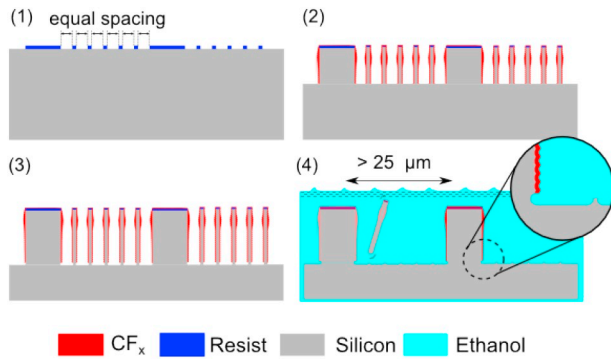 (1)
equal spacing
(2)
(3)
(4)
> 25 μm
CFx
Resist
Silicon
Ethanol